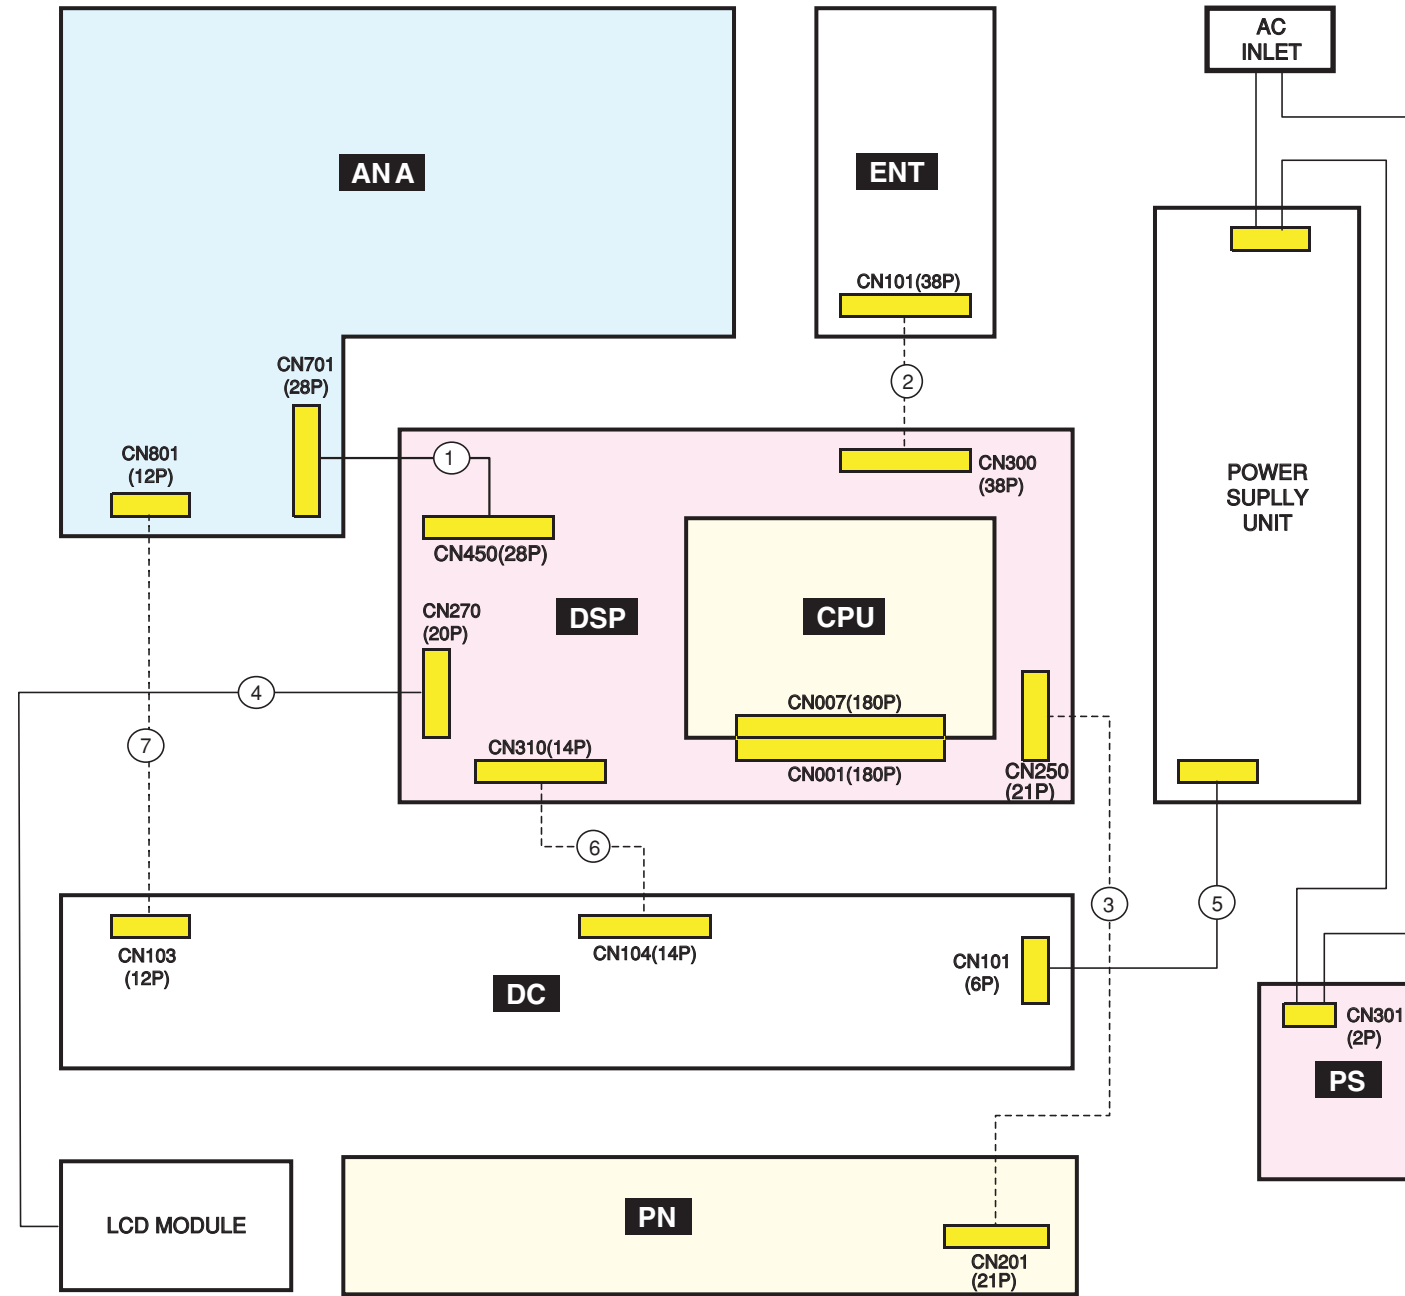 AC
INLET
ANA
ENT
CN101(38P)
2
CN701
(28P)
CN801
(12P)
1
CN300
(38P)
POWER
SUPLLY
UNIT
CN450(28P)
CN270
(20P)
DSP
CPU
4
7
CN007(180P)
CN310(14P)
CN001(180P)
CN250
(21P)
6
3
5
CN103
(12P)
CN104(14P)
CN101
(6P)
DC
CN301
(2P)
PS
LCD MODULE
PN
CN201
(21P)